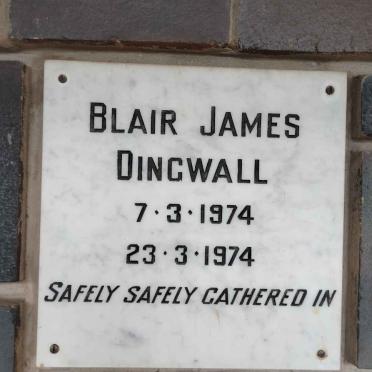 BLAIR JAMES
DINGWALL
7·3·1974
23·3·1974
SAFELY SAFELY GATHERED IN